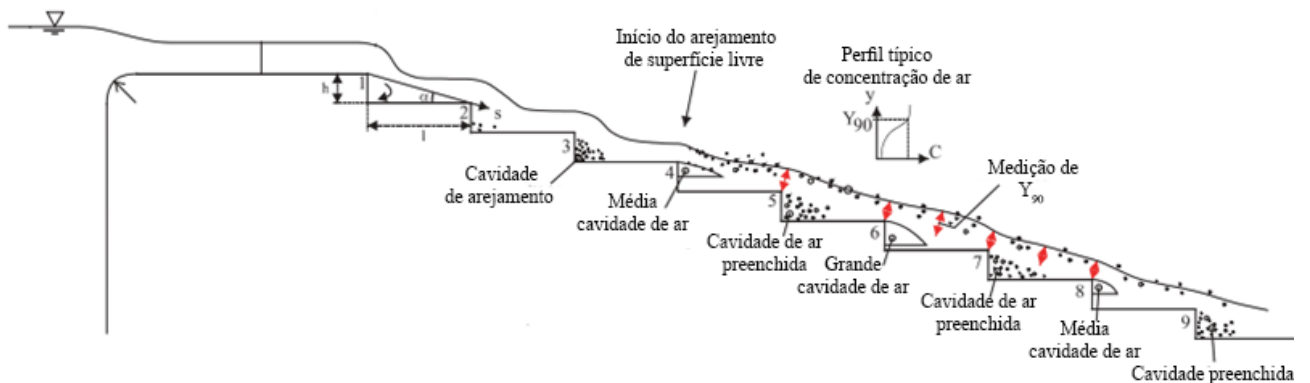 Início do arejamento
de superfície livre
Perfil típico
de concentração de ar
y
Y90
C
h
1
α
s
2
l
3
Cavidade
de arejamento
4
Média
cavidade de ar
Medição de
Y90
5
Cavidade de ar
preenchida
6
Grande
cavidade de ar
7
Cavidade de ar
preenchida
8
Média
cavidade de ar
9
Cavidade preenchida